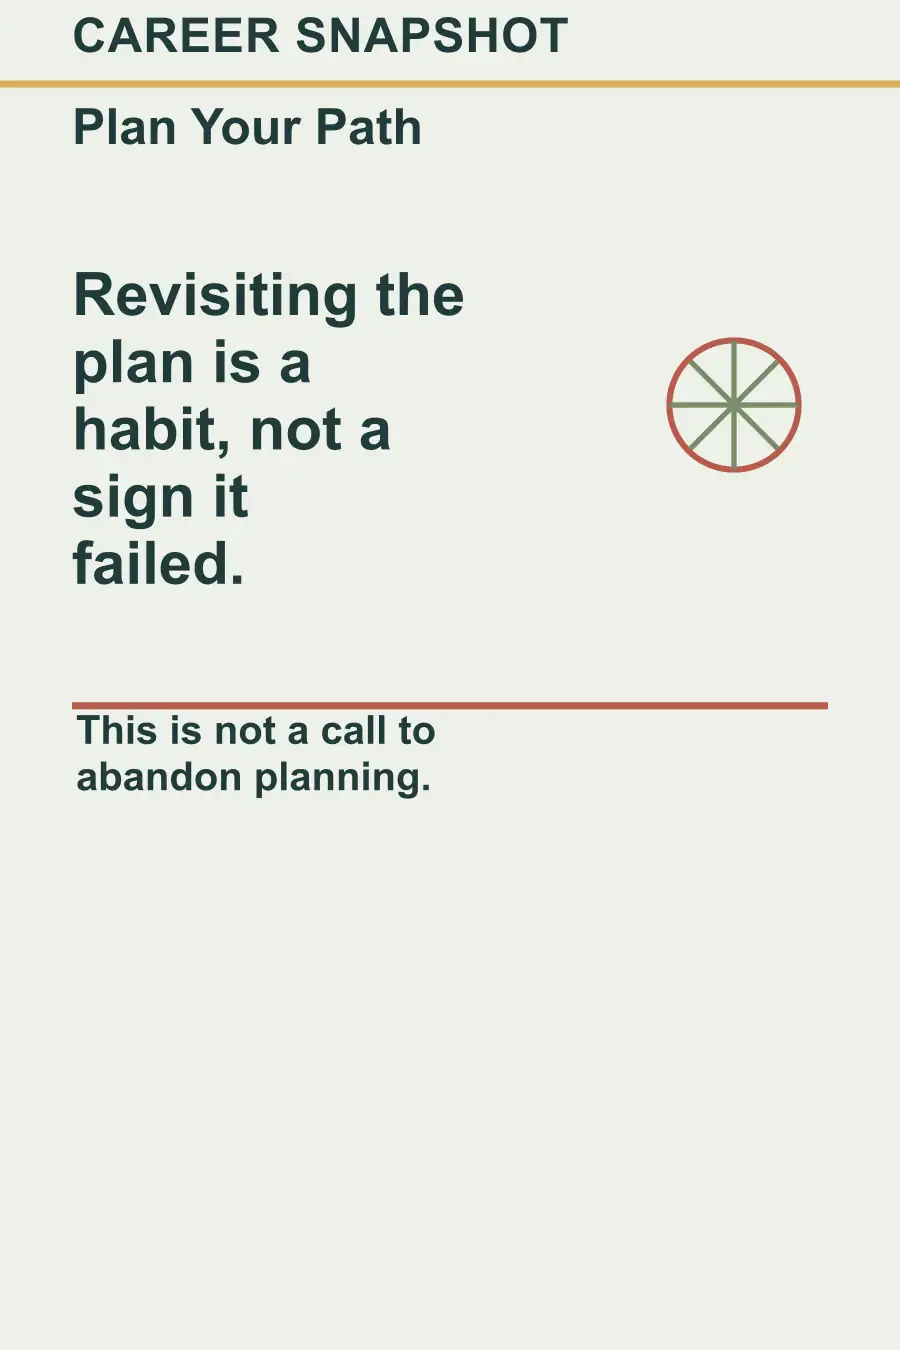 CAREER SNAPSHOT
Plan Your Path
Revisiting the
plan is a
habit, not a
sign it
failed.
This is not a call to
abandon planning.